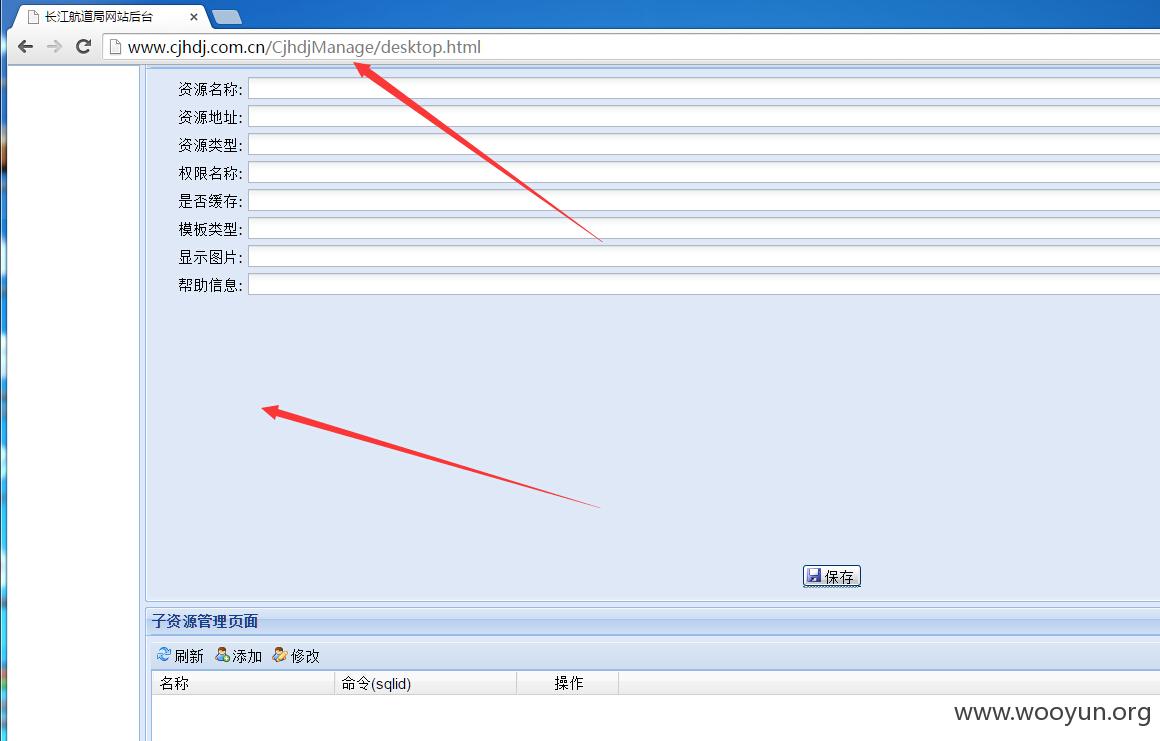 长江航道局网站后台
www.cjhdj.com.cn/CjhdjManage/desktop.html
资源名称:
资源地址:
资源类型:
权限名称:
是否缓存:
模板类型:
显示图片:
帮助信息:
保存
子资源管理页面
刷新 添加 修改
名称 命令(sqlid) 操作
www.wooyun.org